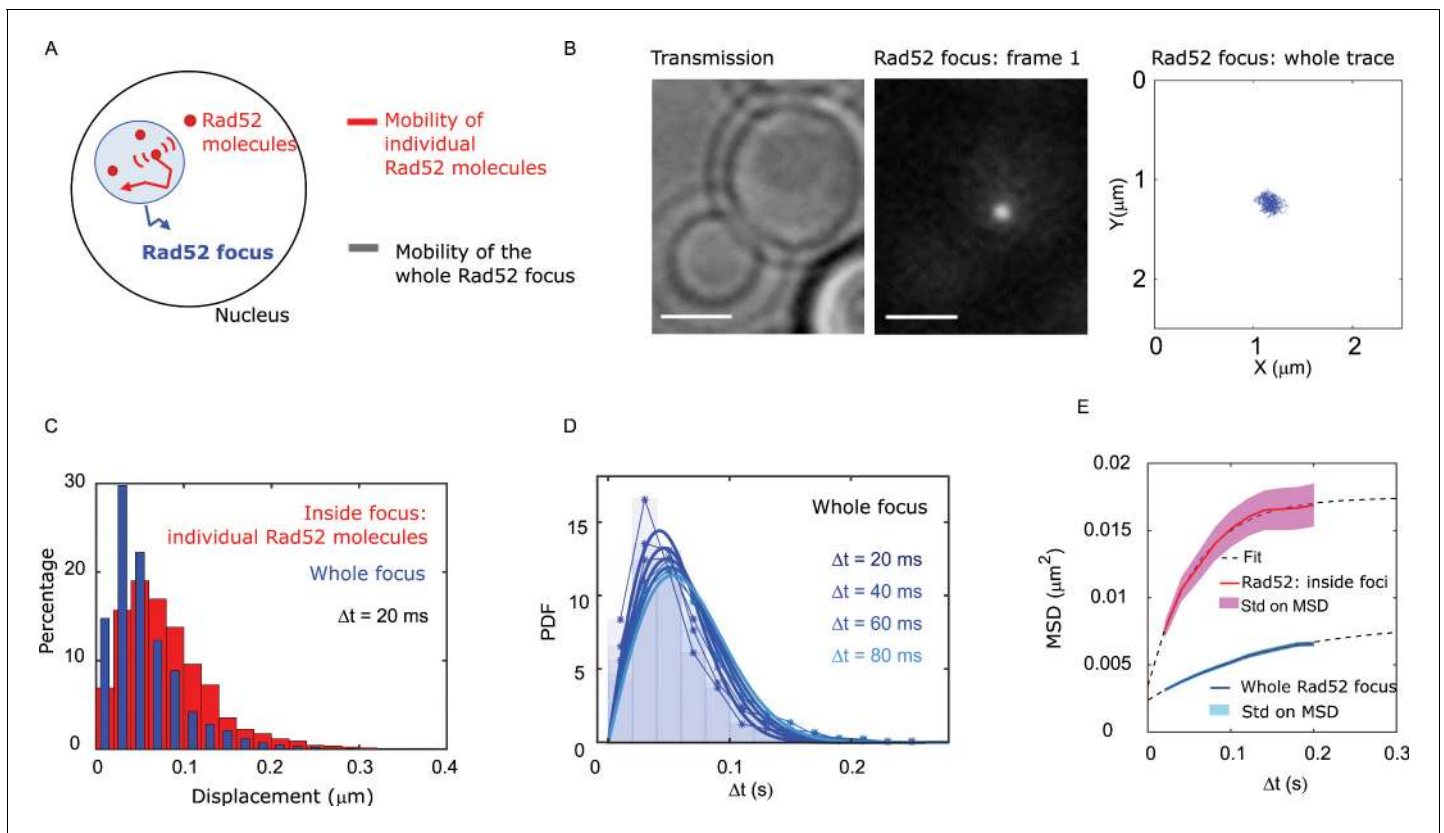 A
Rad52
molecules
Mobility of
individual
Rad52 molecules
Rad52 focus
Mobility of the
whole Rad52 focus
Nucleus
B
Transmission
Rad52 focus: frame 1
Rad52 focus: whole trace
0
1
2
Y(μm)
0
1
2
X (μm)
C
30
20
10
0
Percentage
Inside focus:
individual Rad52 molecules
Whole focus
Δt = 20 ms
0
0.1
0.2
0.3
0.4
Displacement (μm)
D
15
10
5
0
PDF
Whole focus
Δt = 20 ms
Δt = 40 ms
Δt = 60 ms
Δt = 80 ms
0
0.1
0.2
Δt (s)
E
0.02
0.015
0.01
0.005
0
MSD (μm²)
Fit
Rad52: inside foci
Std on MSD
Whole Rad52 focus
Std on MSD
0
0.1
0.2
0.3
Δt (s)